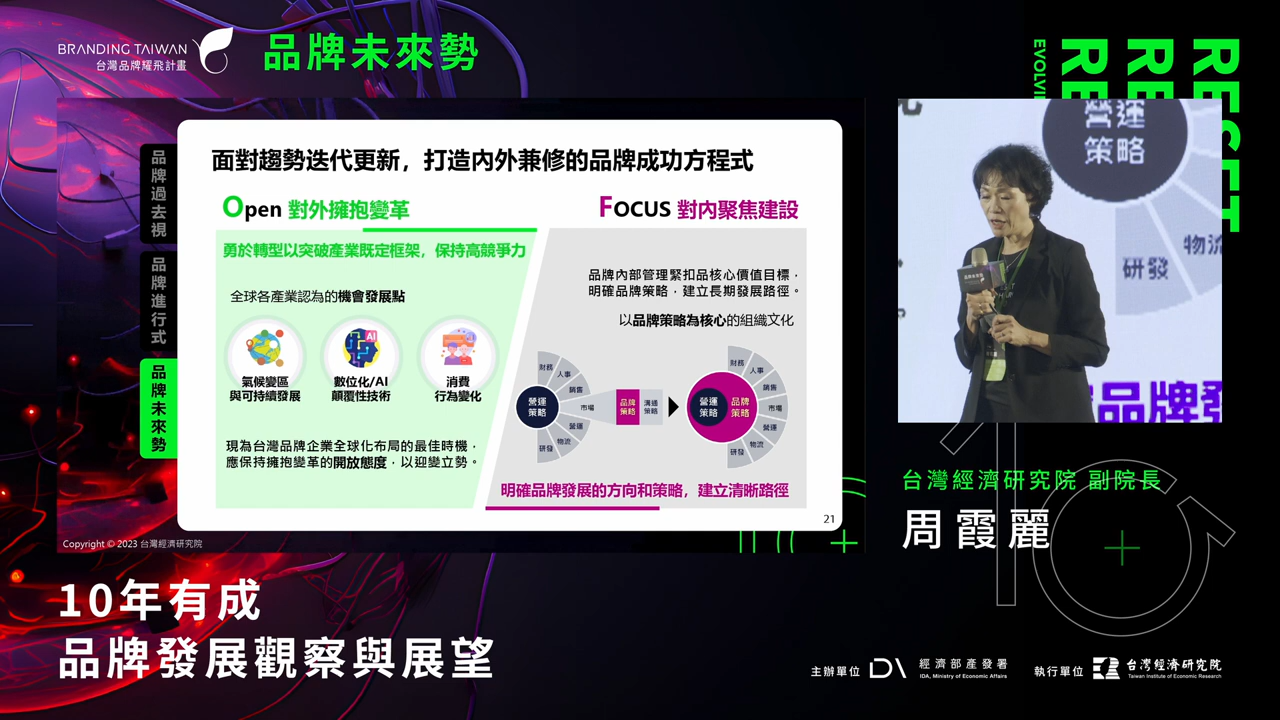 BRANDING TAIWAN
台灣品牌耀飛計畫
品牌未來勢
品牌過去視
品牌進行式
品牌未來勢
面對趨勢迭代更新，打造內外兼修的品牌成功方程式
Open 對外擁抱變革
勇於轉型以突破產業既定框架，保持高競爭力
全球各產業認為的機會發展點
AI
氣候變區
與可持續發展
數位化/AI
顛覆性技術
消費
行為變化
現為台灣品牌企業全球化布局的最佳時機，
應保持擁抱變革的開放態度，以迎變立勢。
FOCUS 對內聚焦建設
品牌內部管理緊扣品核心價值目標，
明確品牌策略，建立長期發展路徑。
以品牌策略為核心的組織文化
營運
策略
財務
人事
銷售
市場
營運
物流
研發
品牌
策略
溝通
策略
營運
策略
品牌
策略
財務
人事
銷售
市場
營運
物流
研發
明確品牌發展的方向和策略，建立清晰路徑
21
Copyright © 2023 台灣經濟研究院
營運
策略
物流
研發
品牌發
台灣經濟研究院 副院長
周霞麗
10年有成
品牌發展觀察與展望
主辦單位
經濟部產發署
IDA, Ministry of Economic Affairs
執行單位
台灣經濟研究院
Taiwan Institute of Economic Research